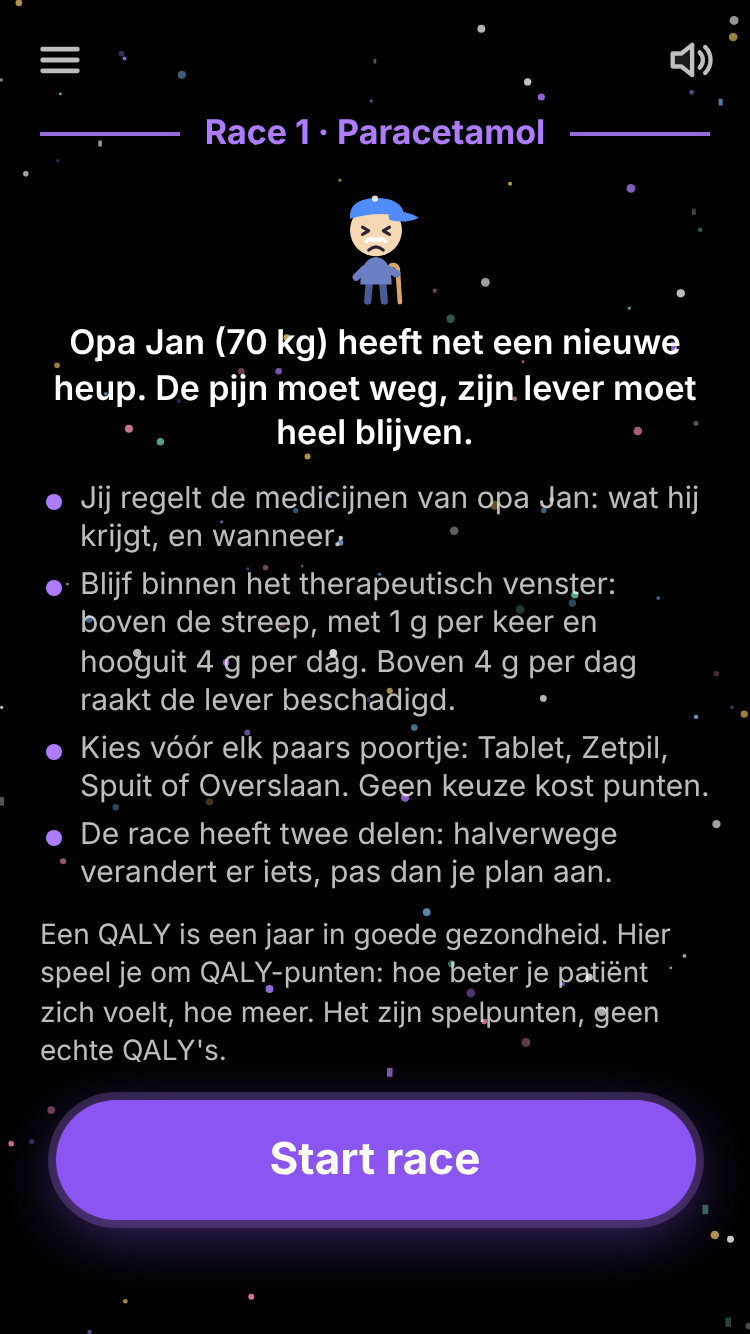 Race 1 · Paracetamol
Opa Jan (70 kg) heeft net een nieuwe
heup. De pijn moet weg, zijn lever moet
heel blijven.
Jij regelt de medicijnen van opa Jan: wat hij
krijgt, en wanneer.
Blijf binnen het therapeutisch venster:
boven de streep, met 1 g per keer en
hooguit 4 g per dag. Boven 4 g per dag
raakt de lever beschadigd.
Kies vóór elk paars poortje: Tablet, Zetpil,
Spuit of Overslaan. Geen keuze kost punten.
De race heeft twee delen: halverwege
verandert er iets, pas dan je plan aan.
Een QALY is een jaar in goede gezondheid. Hier
speel je om QALY-punten: hoe beter je patiënt
zich voelt, hoe meer. Het zijn spelpunten, geen
echte QALY's.
Start race